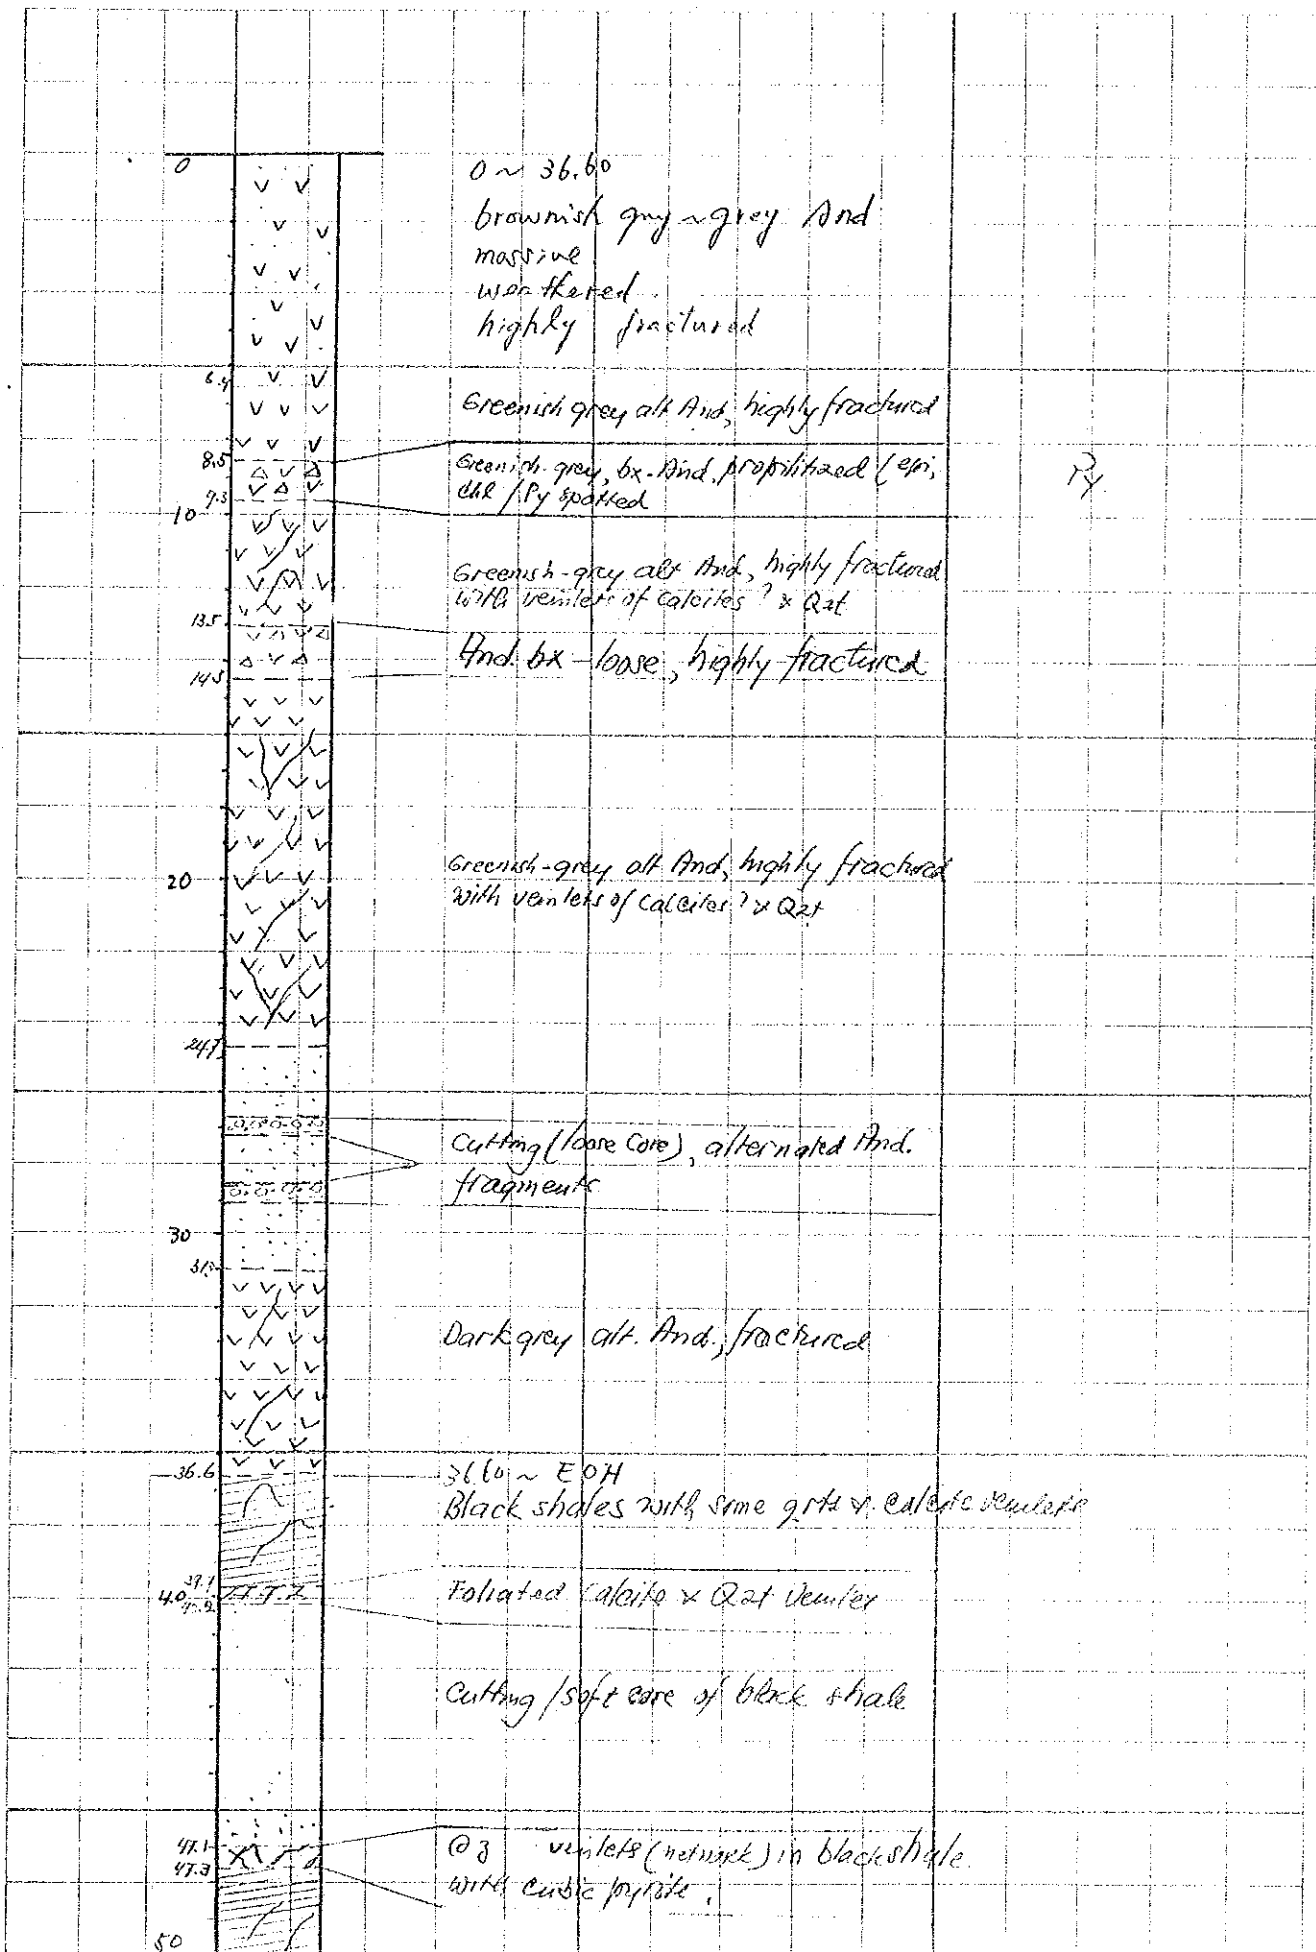 0
0 ~ 36.60
brownish gray ~ grey And
massive
weathered
highly fractured
6.4
Greenish grey alt And, highly fractured
8.5
Greenish-grey, bx-And. propilitized (epi,
chl / Py spotted
Py
9.3
10
Greenish-grey alt And, highly fractured
with veinlets of calcites? & Qzt
13.5
And. bx - loose, highly fractured
14.5
Greenish-grey alt And, highly fractured
20
with veinlets of Calcites? & Qzt
24.7
Cutting (loose Core), alternated And.
fragments
30
Dark grey alt. And., fractured
36.6
36.60 ~ EOH
Black shales with some qrtz & calcite veinlets
39.1
40
Foliated Calcite & Qzt Veinlet
Cutting / soft core of black shale
47.1
veinlets (network) in black shale.
47.3
with cubic pyrite.
50